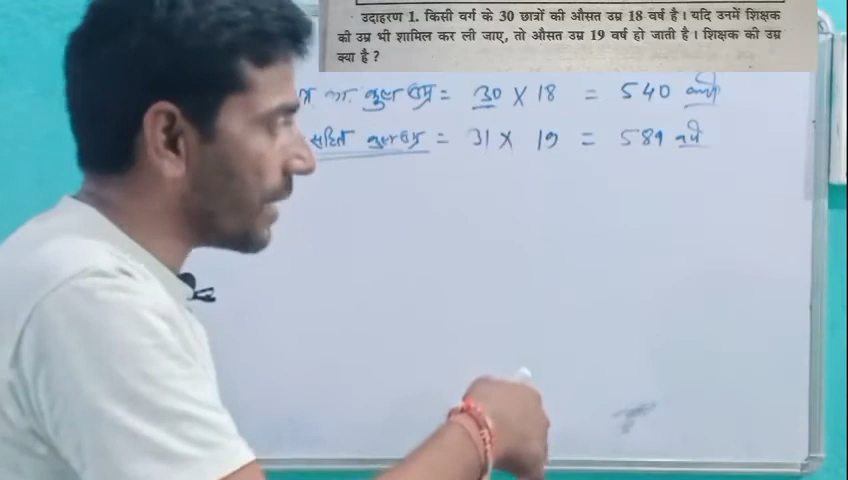 उदाहरण 1. किसी वर्ग के 30 छात्रों की औसत उम्र 18 वर्ष है। यदि उनमें शिक्षक
की उम्र भी शामिल कर ली जाए, तो औसत उम्र 19 वर्ष हो जाती है। शिक्षक की उम्र
क्या है ?
का कुल उम्र = 30 × 18 = 540 वर्ष
सहित कुल उम्र = 31 × 19 = 589 वर्ष